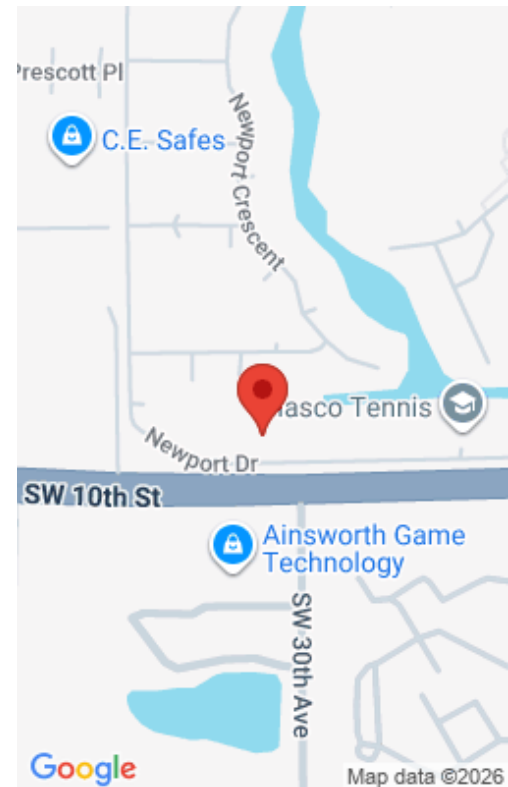 Prescott Pl
C.E. Safes
Newport Crescent
Tennis
Newport Dr
SW 10th St
Ainsworth Game
Technology
SW 30th Ave
Google
Map data ©2026